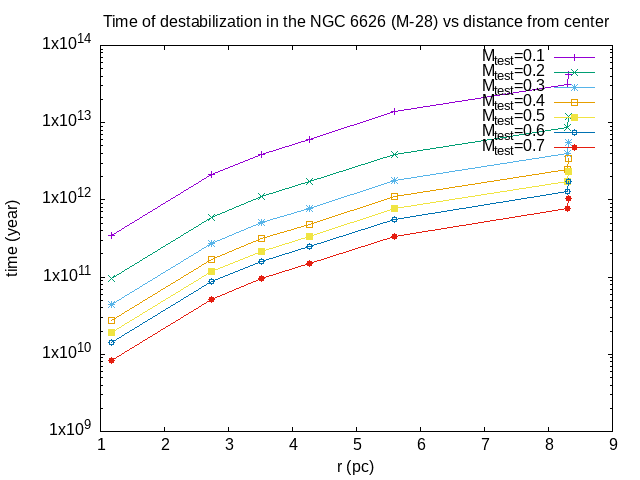 Time of destabilization in the NGC 6626 (M-28) vs distance from center
1x10^14
1x10^13
1x10^12
1x10^11
1x10^10
1x10^9
time (year)
M_test=0.1
M_test=0.2
M_test=0.3
M_test=0.4
M_test=0.5
M_test=0.6
M_test=0.7
1 2 3 4 5 6 7 8 9
r (pc)